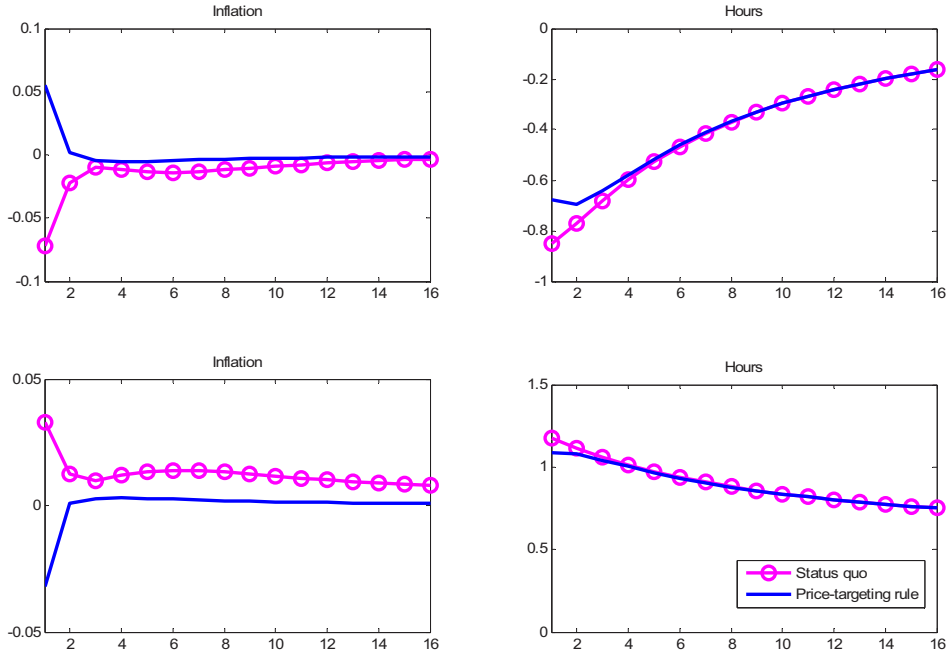 Inflation
0.1
0.05
0
-0.05
-0.1
2 4 6 8 10 12 14 16
Hours
0
-0.2
-0.4
-0.6
-0.8
-1
2 4 6 8 10 12 14 16
Inflation
0.05
0
-0.05
2 4 6 8 10 12 14 16
Hours
1.5
1
0.5
0
2 4 6 8 10 12 14 16
Status quo
Price-targeting rule